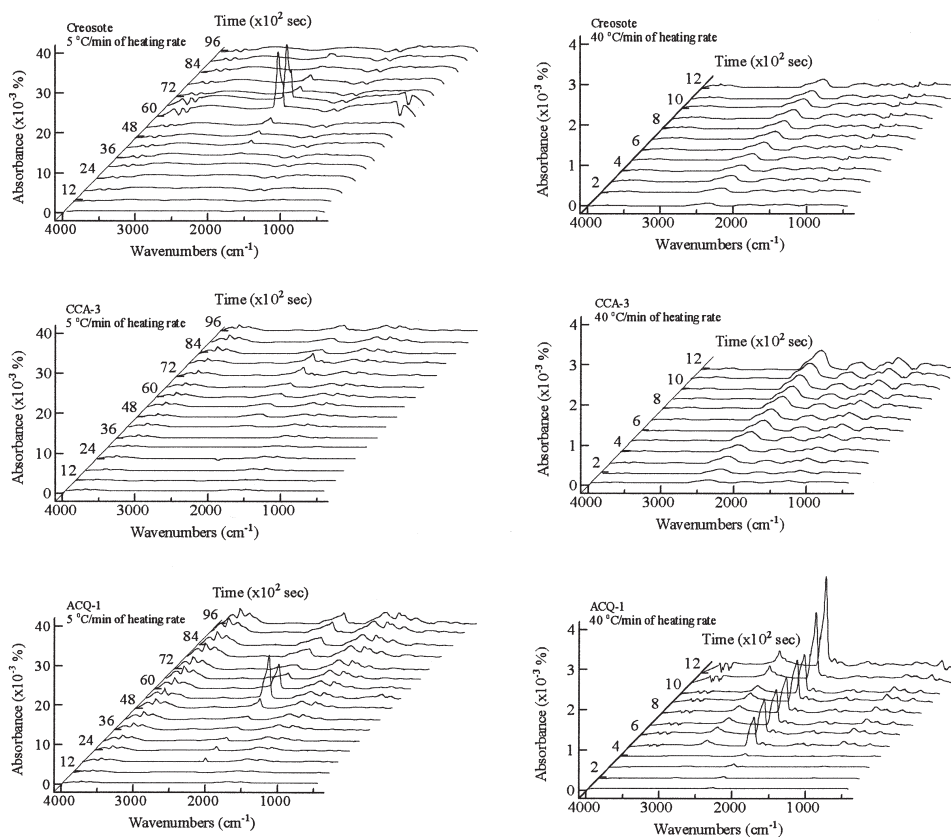 Creosote
5 °C/min of heating rate
Time (x10² sec)
Absorbance (x10⁻³ %)
40
30
20
10
0
96
84
72
60
48
36
24
12
4000 3000 2000 1000
Wavenumbers (cm⁻¹)
Creosote
40 °C/min of heating rate
Time (x10² sec)
Absorbance (x10⁻³ %)
4
3
2
1
0
12
10
8
6
4
2
4000 3000 2000 1000
Wavenumbers (cm⁻¹)
CCA-3
5 °C/min of heating rate
Time (x10² sec)
Absorbance (x10⁻³ %)
40
30
20
10
0
96
84
72
60
48
36
24
12
4000 3000 2000 1000
Wavenumbers (cm⁻¹)
CCA-3
40 °C/min of heating rate
Time (x10² sec)
Absorbance (x10⁻³ %)
4
3
2
1
0
12
10
8
6
4
2
4000 3000 2000 1000
Wavenumbers (cm⁻¹)
ACQ-1
5 °C/min of heating rate
Time (x10² sec)
Absorbance (x10⁻³ %)
40
30
20
10
0
96
84
72
60
48
36
24
12
4000 3000 2000 1000
Wavenumbers (cm⁻¹)
ACQ-1
40 °C/min of heating rate
Time (x10² sec)
Absorbance (x10⁻³ %)
4
3
2
1
0
12
10
8
6
4
2
4000 3000 2000 1000
Wavenumbers (cm⁻¹)